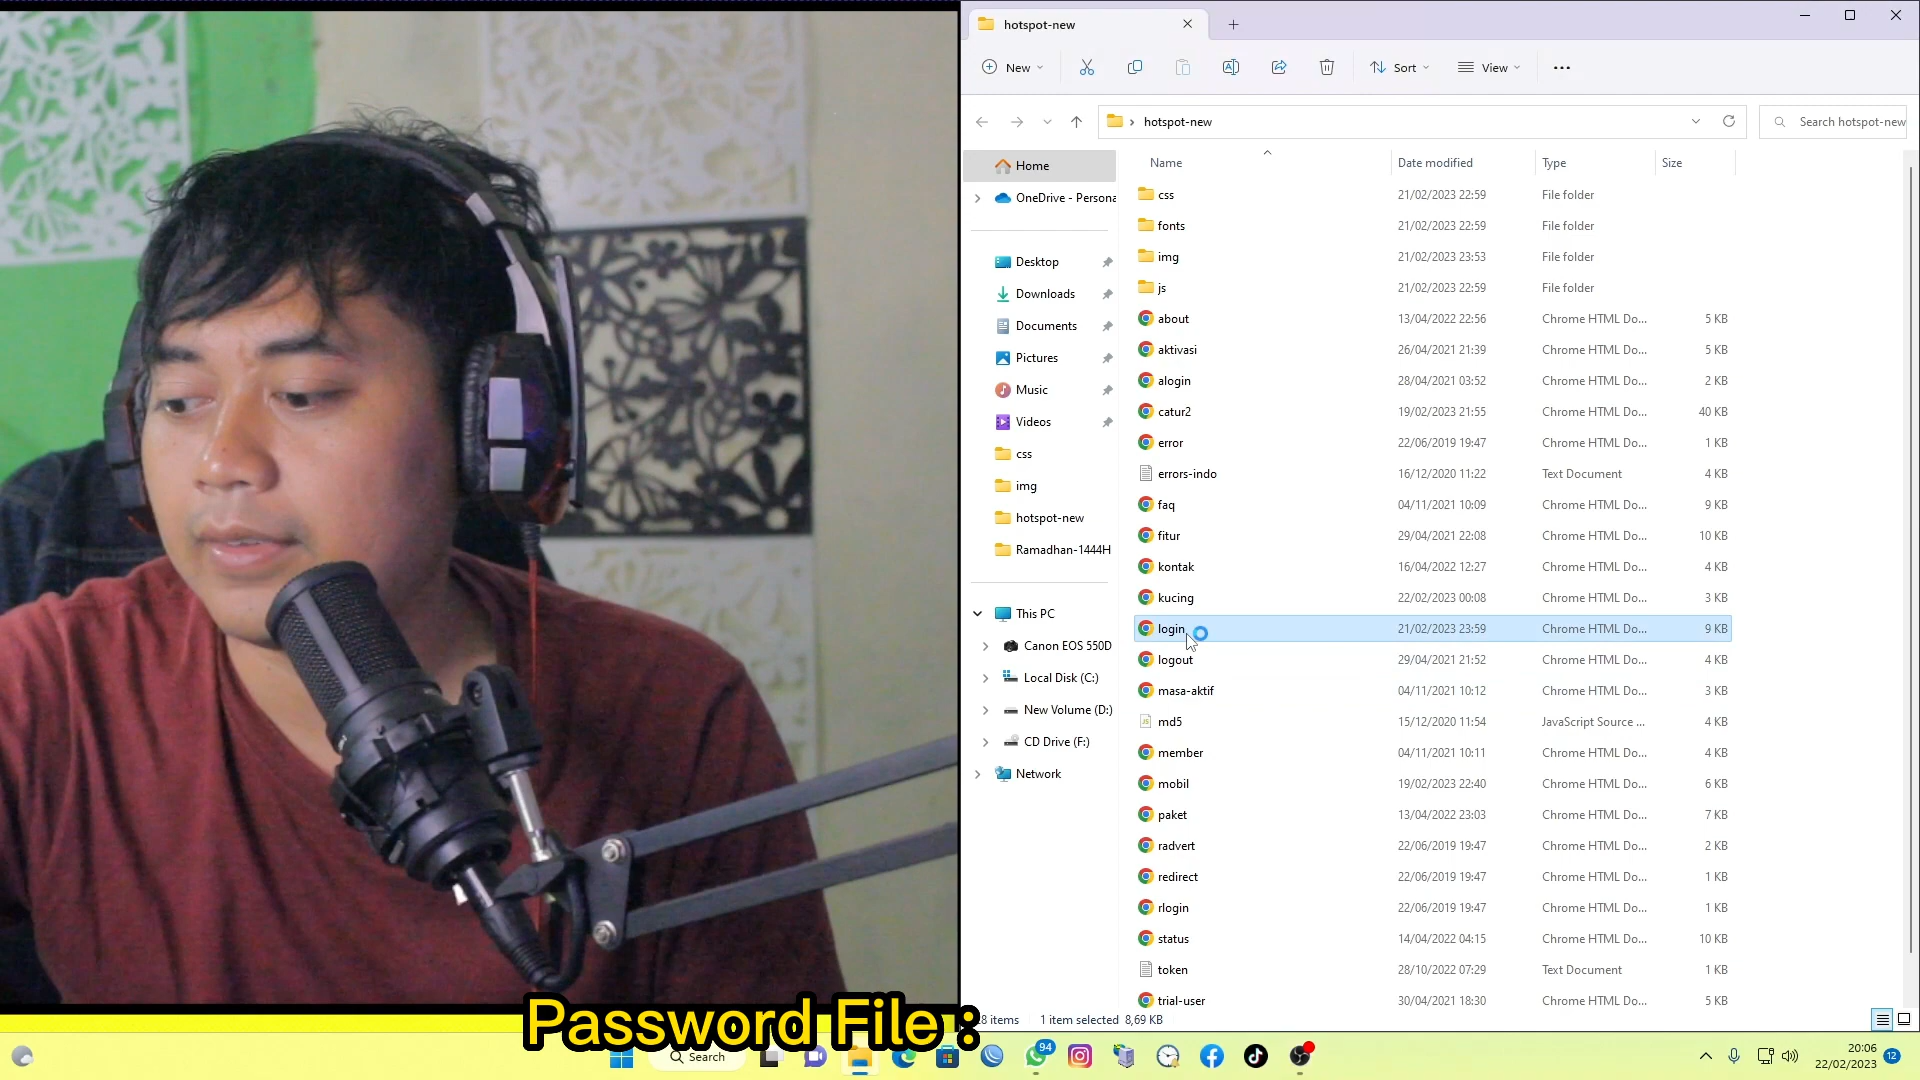 hotspot-new
New
Sort
View
hotspot-new
Search hotspot-new
Home
OneDrive - Persona
Desktop
Downloads
Documents
Pictures
Music
Videos
css
img
hotspot-new
Ramadhan-1444H
This PC
Canon EOS 550D
Local Disk (C:)
New Volume (D:)
CD Drive (F:)
Network
Name Date modified Type Size
css 21/02/2023 22:59 File folder
fonts 21/02/2023 22:59 File folder
img 21/02/2023 23:53 File folder
js 21/02/2023 22:59 File folder
about 13/04/2022 22:56 Chrome HTML Do... 5 KB
aktivasi 26/04/2021 21:39 Chrome HTML Do... 5 KB
alogin 28/04/2021 03:52 Chrome HTML Do... 2 KB
catur2 19/02/2023 21:55 Chrome HTML Do... 40 KB
error 22/06/2019 19:47 Chrome HTML Do... 1 KB
errors-indo 16/12/2020 11:22 Text Document 4 KB
faq 04/11/2021 10:09 Chrome HTML Do... 9 KB
fitur 29/04/2021 22:08 Chrome HTML Do... 10 KB
kontak 16/04/2022 12:27 Chrome HTML Do... 4 KB
kucing 22/02/2023 00:08 Chrome HTML Do... 3 KB
login 21/02/2023 23:59 Chrome HTML Do... 9 KB
logout 29/04/2021 21:52 Chrome HTML Do... 4 KB
masa-aktif 04/11/2021 10:12 Chrome HTML Do... 3 KB
md5 15/12/2020 11:54 JavaScript Source ... 4 KB
member 04/11/2021 10:11 Chrome HTML Do... 4 KB
mobil 19/02/2023 22:40 Chrome HTML Do... 6 KB
paket 13/04/2022 23:03 Chrome HTML Do... 7 KB
radvert 22/06/2019 19:47 Chrome HTML Do... 2 KB
redirect 22/06/2019 19:47 Chrome HTML Do... 1 KB
rlogin 22/06/2019 19:47 Chrome HTML Do... 1 KB
status 14/04/2022 04:15 Chrome HTML Do... 10 KB
token 28/10/2022 07:29 Text Document 1 KB
trial-user 30/04/2021 18:30 Chrome HTML Do... 5 KB
8 items 1 item selected 8,69 KB
Password File :
Search
94
20:06
22/02/2023
12